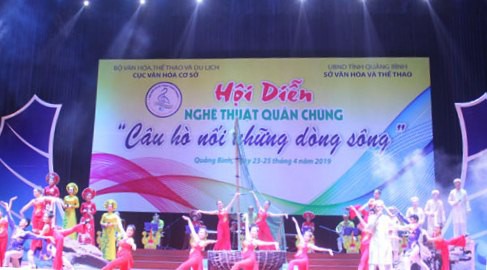 BỘ VĂN HÓA, THỂ THAO VÀ DU LỊCH
CỤC VĂN HÓA CƠ SỞ
UBND TỈNH QUẢNG BÌNH
SỞ VĂN HÓA VÀ THỂ THAO
Hội Diễn
NGHỆ THUẬT QUẦN CHÚNG
"Câu hò nối những dòng sông"
Quảng Bình, 23-25 tháng 4 năm 2019